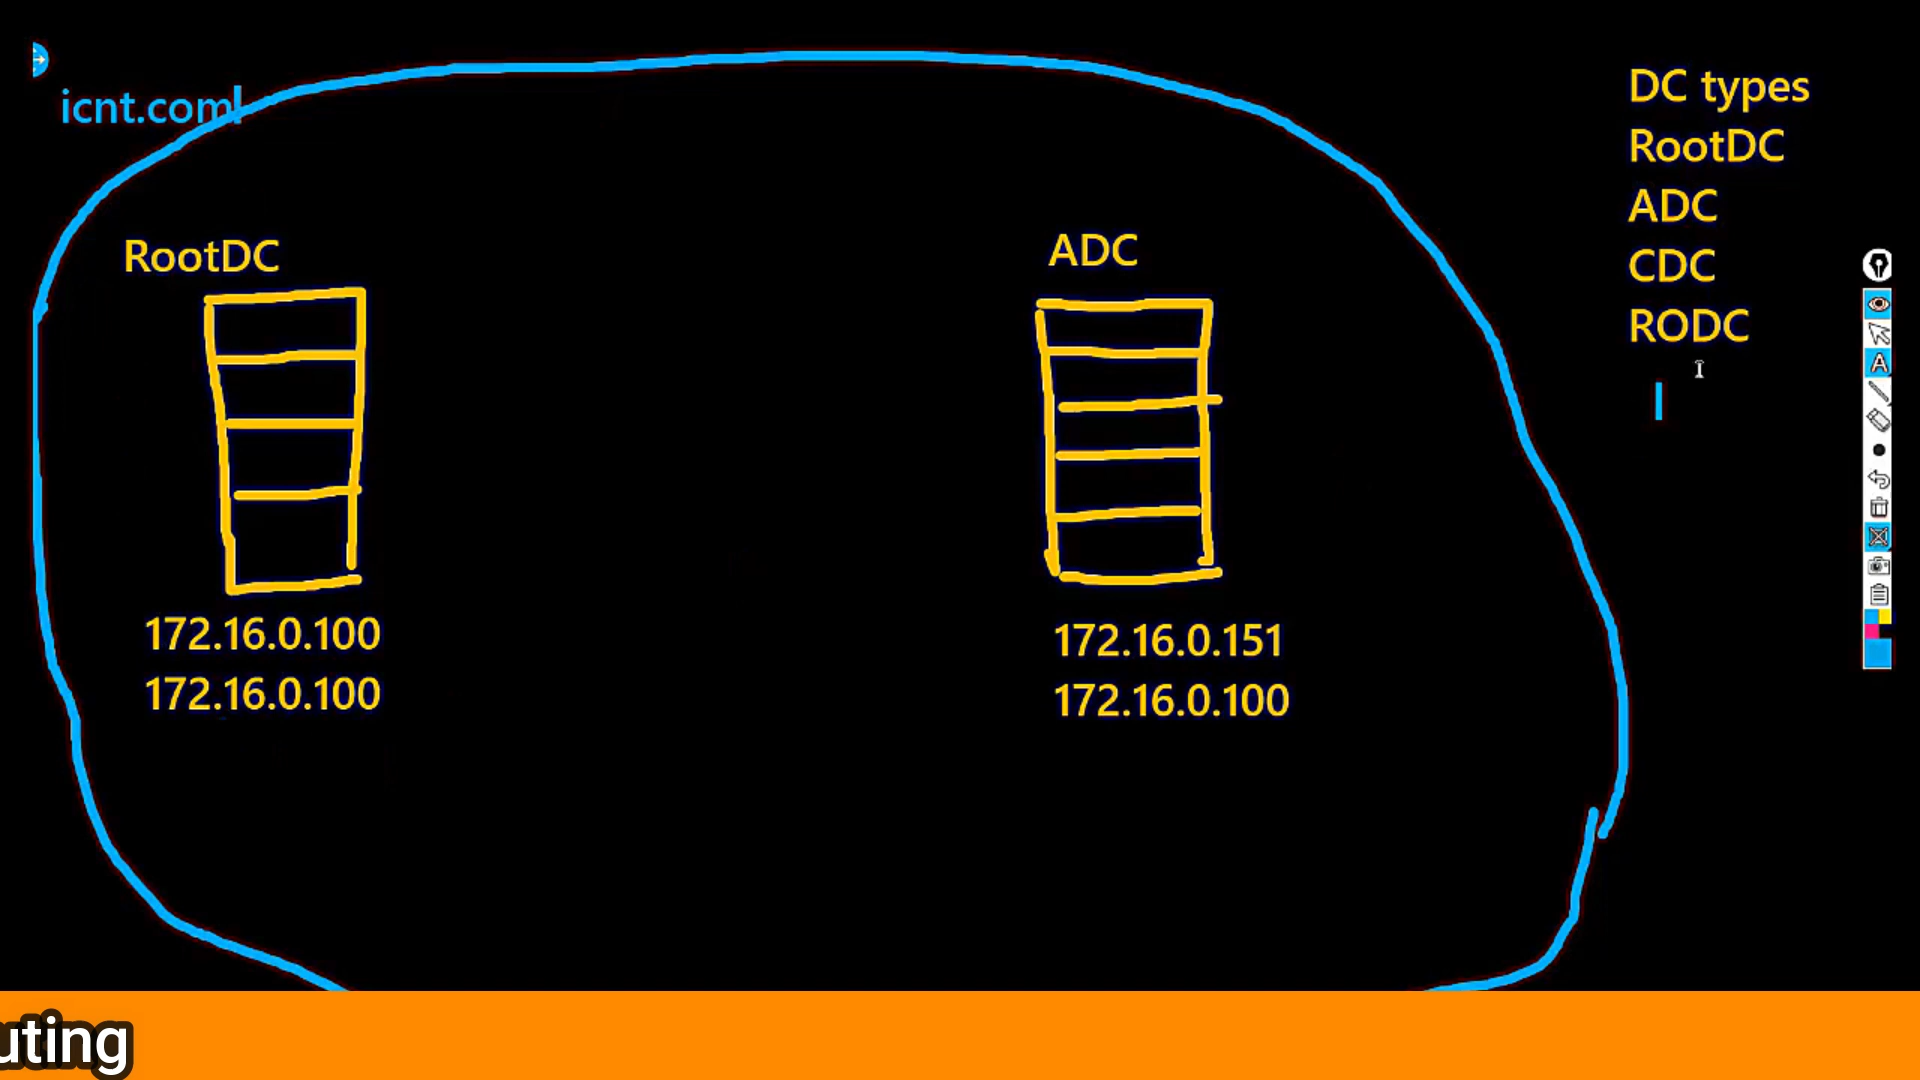 icnt.com
DC types
RootDC
ADC
CDC
RODC
RootDC
ADC
172.16.0.100
172.16.0.100
172.16.0.151
172.16.0.100
A
uting